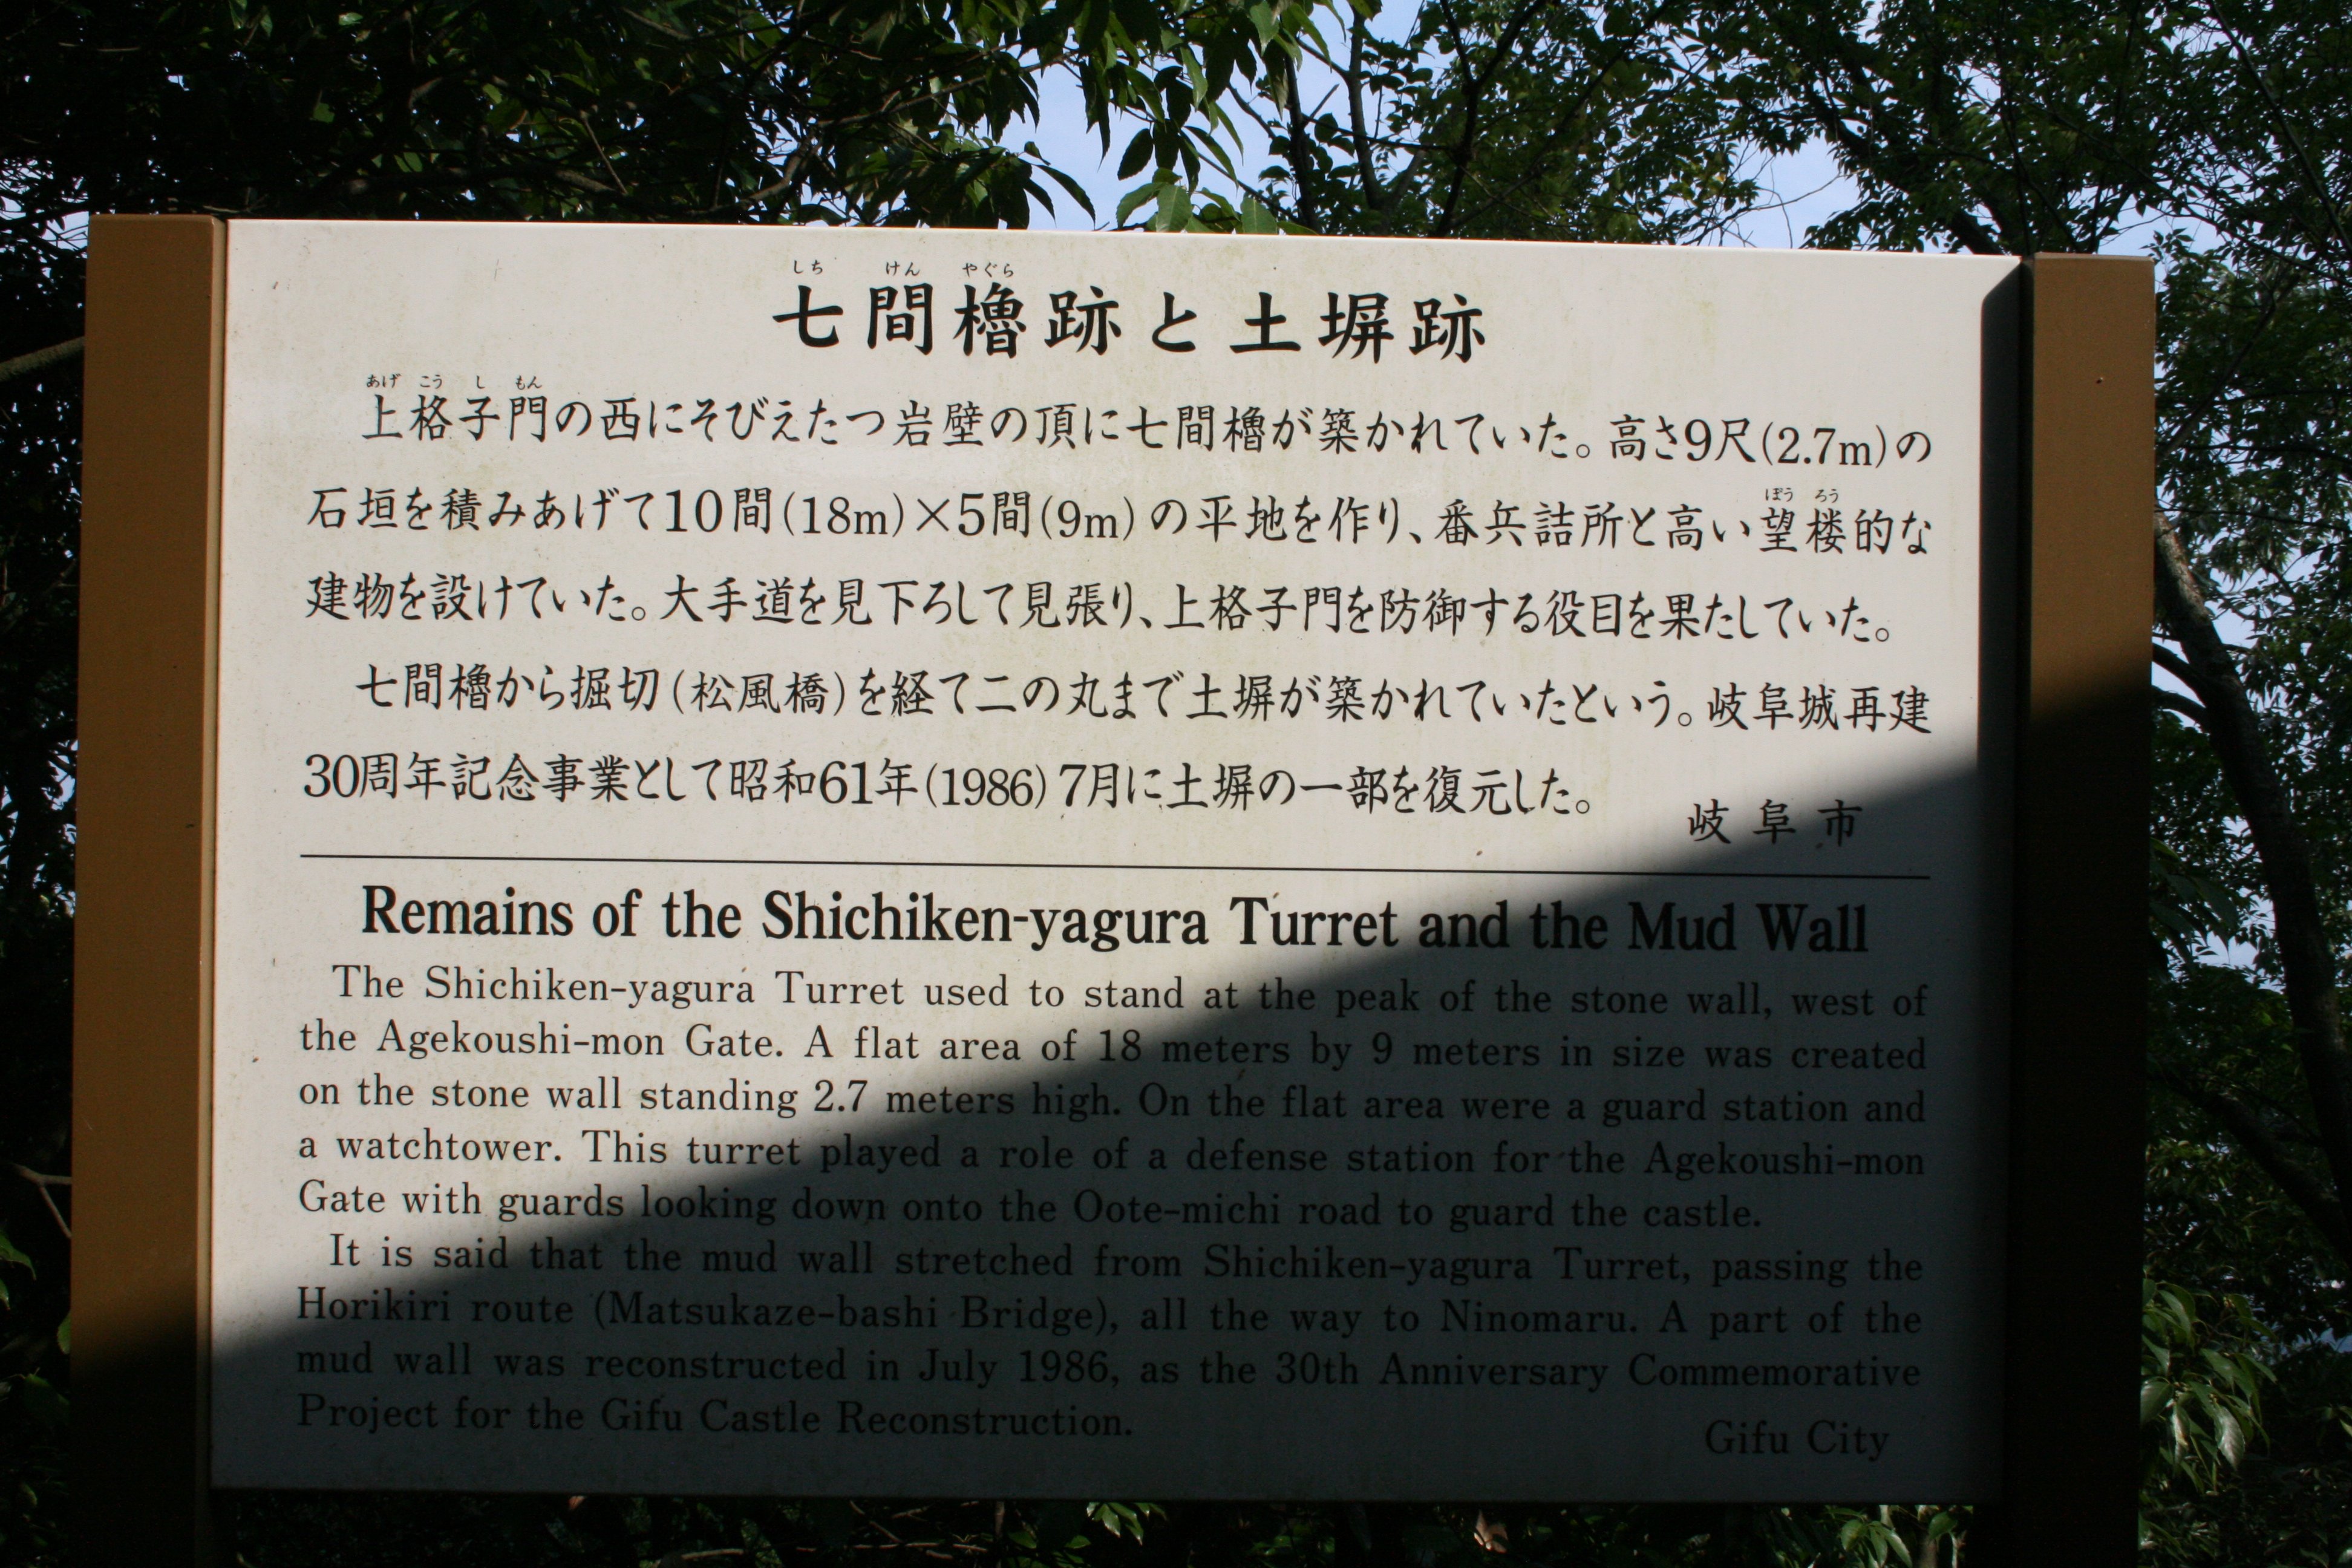 しち けん やぐら
七間櫓跡と土塀跡
あげ こう し もん
上格子門の西にそびえたつ岩壁の頂に七間櫓が築かれていた。高さ9尺(2.7m)の
ぼう ろう
石垣を積みあげて10間(18m)×5間(9m)の平地を作り、番兵詰所と高い望楼的な
建物を設けていた。大手道を見下ろして見張り、上格子門を防御する役目を果たしていた。
七間櫓から掘切(松風橋)を経て二の丸まで土塀が築かれていたという。岐阜城再建
30周年記念事業として昭和61年(1986)7月に土塀の一部を復元した。
岐阜市
Remains of the Shichiken-yagura Turret and the Mud Wall
The Shichiken-yagura Turret used to stand at the peak of the stone wall, west of
the Agekoushi-mon Gate. A flat area of 18 meters by 9 meters in size was created
on the stone wall standing 2.7 meters high. On the flat area were a guard station and
a watchtower. This turret played a role of a defense station for the Agekoushi-mon
Gate with guards looking down onto the Oote-michi road to guard the castle.
It is said that the mud wall stretched from Shichiken-yagura Turret, passing the
Horikiri route (Matsukaze-bashi Bridge), all the way to Ninomaru. A part of the
mud wall was reconstructed in July 1986, as the 30th Anniversary Commemorative
Project for the Gifu Castle Reconstruction.
Gifu City